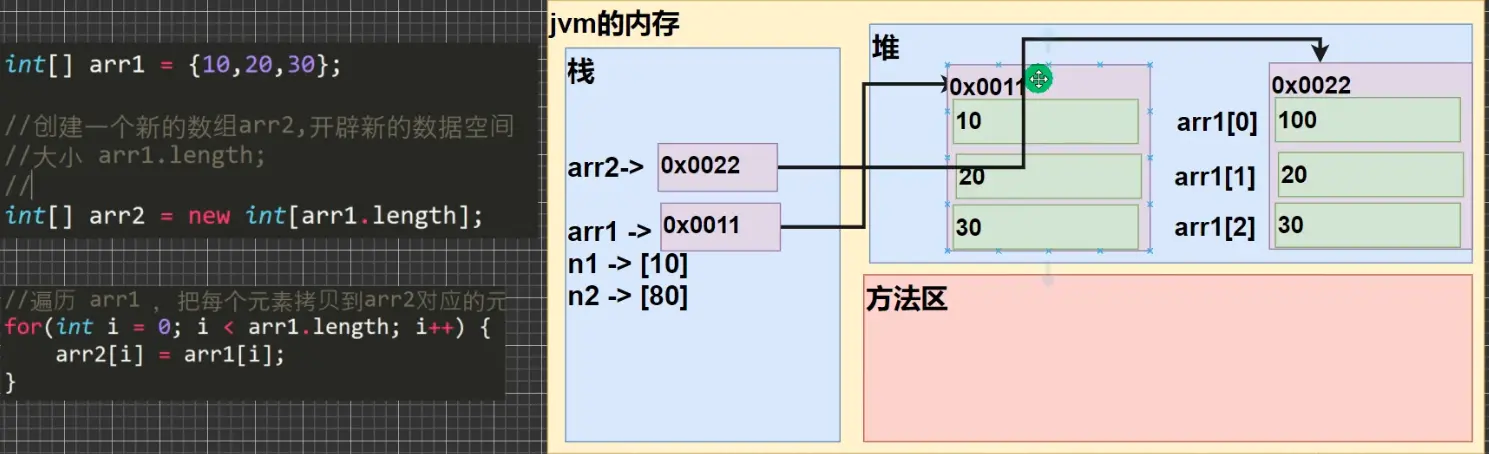 int[] arr1 = {10,20,30};
//创建一个新的数组arr2,开辟新的数据空间
//大小 arr1.length;
//
int[] arr2 = new int[arr1.length];
//遍历 arr1 ，把每个元素拷贝到arr2对应的元
for(int i = 0; i < arr1.length; i++) {
arr2[i] = arr1[i];
}
jvm的内存
栈
arr2->
0x0022
arr1 ->
0x0011
n1 -> [10]
n2 -> [80]
堆
0x0011
10
20
30
0x0022
arr1[0]
100
arr1[1]
20
arr1[2]
30
方法区